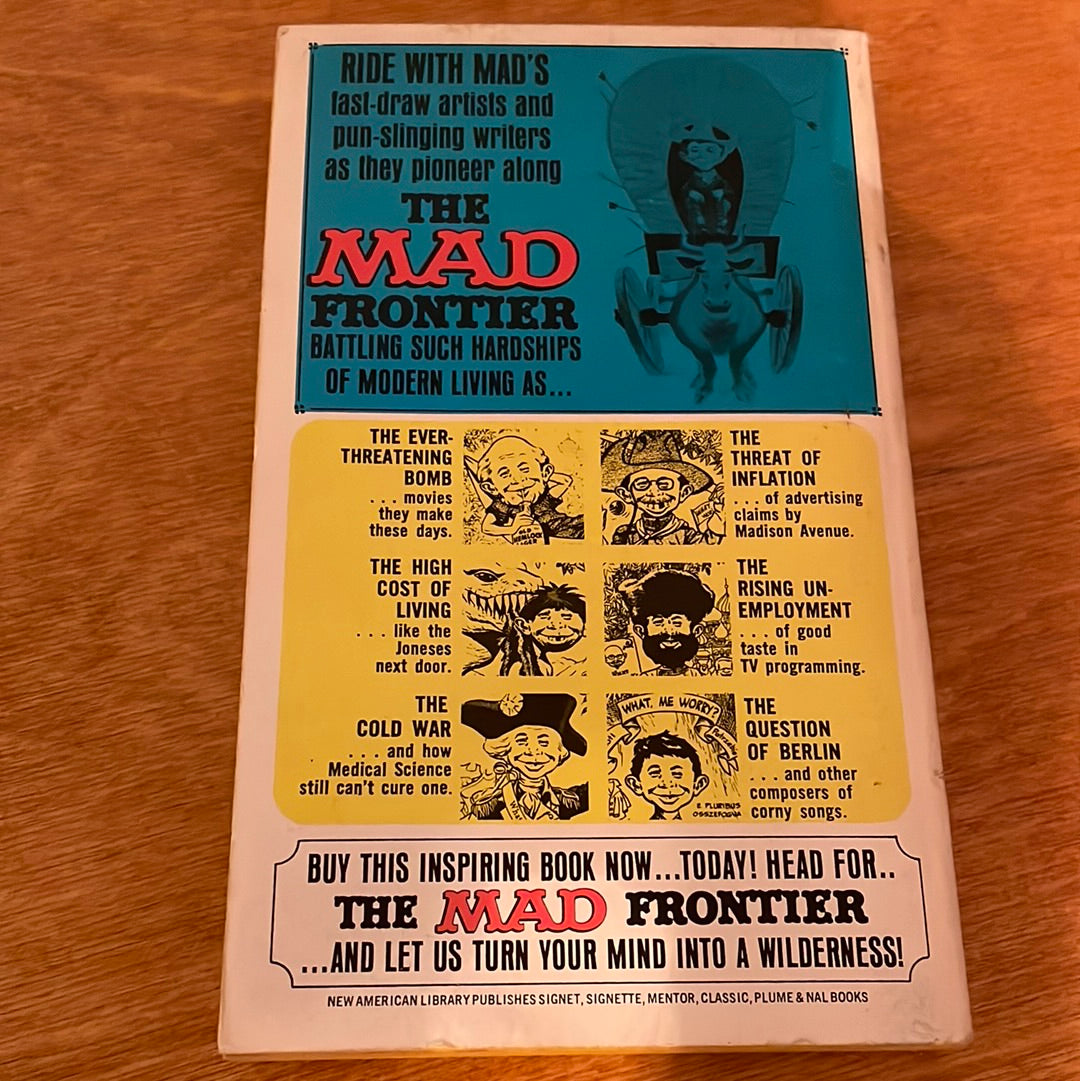 RIDE WITH MAD'S
fast-draw artists and
pun-slinging writers
as they pioneer along
THE
MAD
FRONTIER
BATTLING SUCH HARDSHIPS
OF MODERN LIVING AS...
THE EVER-
THREATENING
BOMB
... movies
they make
these days.
OLD
HEMLOCK
THE
THREAT OF
INFLATION
... of advertising
claims by
Madison Avenue.
THE HIGH
COST OF
LIVING
... like the
Joneses
next door.
THE
RISING UN-
EMPLOYMENT
... of good
taste in
TV programming.
THE
COLD WAR
... and how
Medical Science
still can't cure one.
WHAT, ME WORRY?
E PLURIBUS
THE
QUESTION
OF BERLIN
... and other
composers of
corny songs.
BUY THIS INSPIRING BOOK NOW...TODAY! HEAD FOR..
THE MAD FRONTIER
...AND LET US TURN YOUR MIND INTO A WILDERNESS!
NEW AMERICAN LIBRARY PUBLISHES SIGNET, SIGNETTE, MENTOR, CLASSIC, PLUME & NAL BOOKS